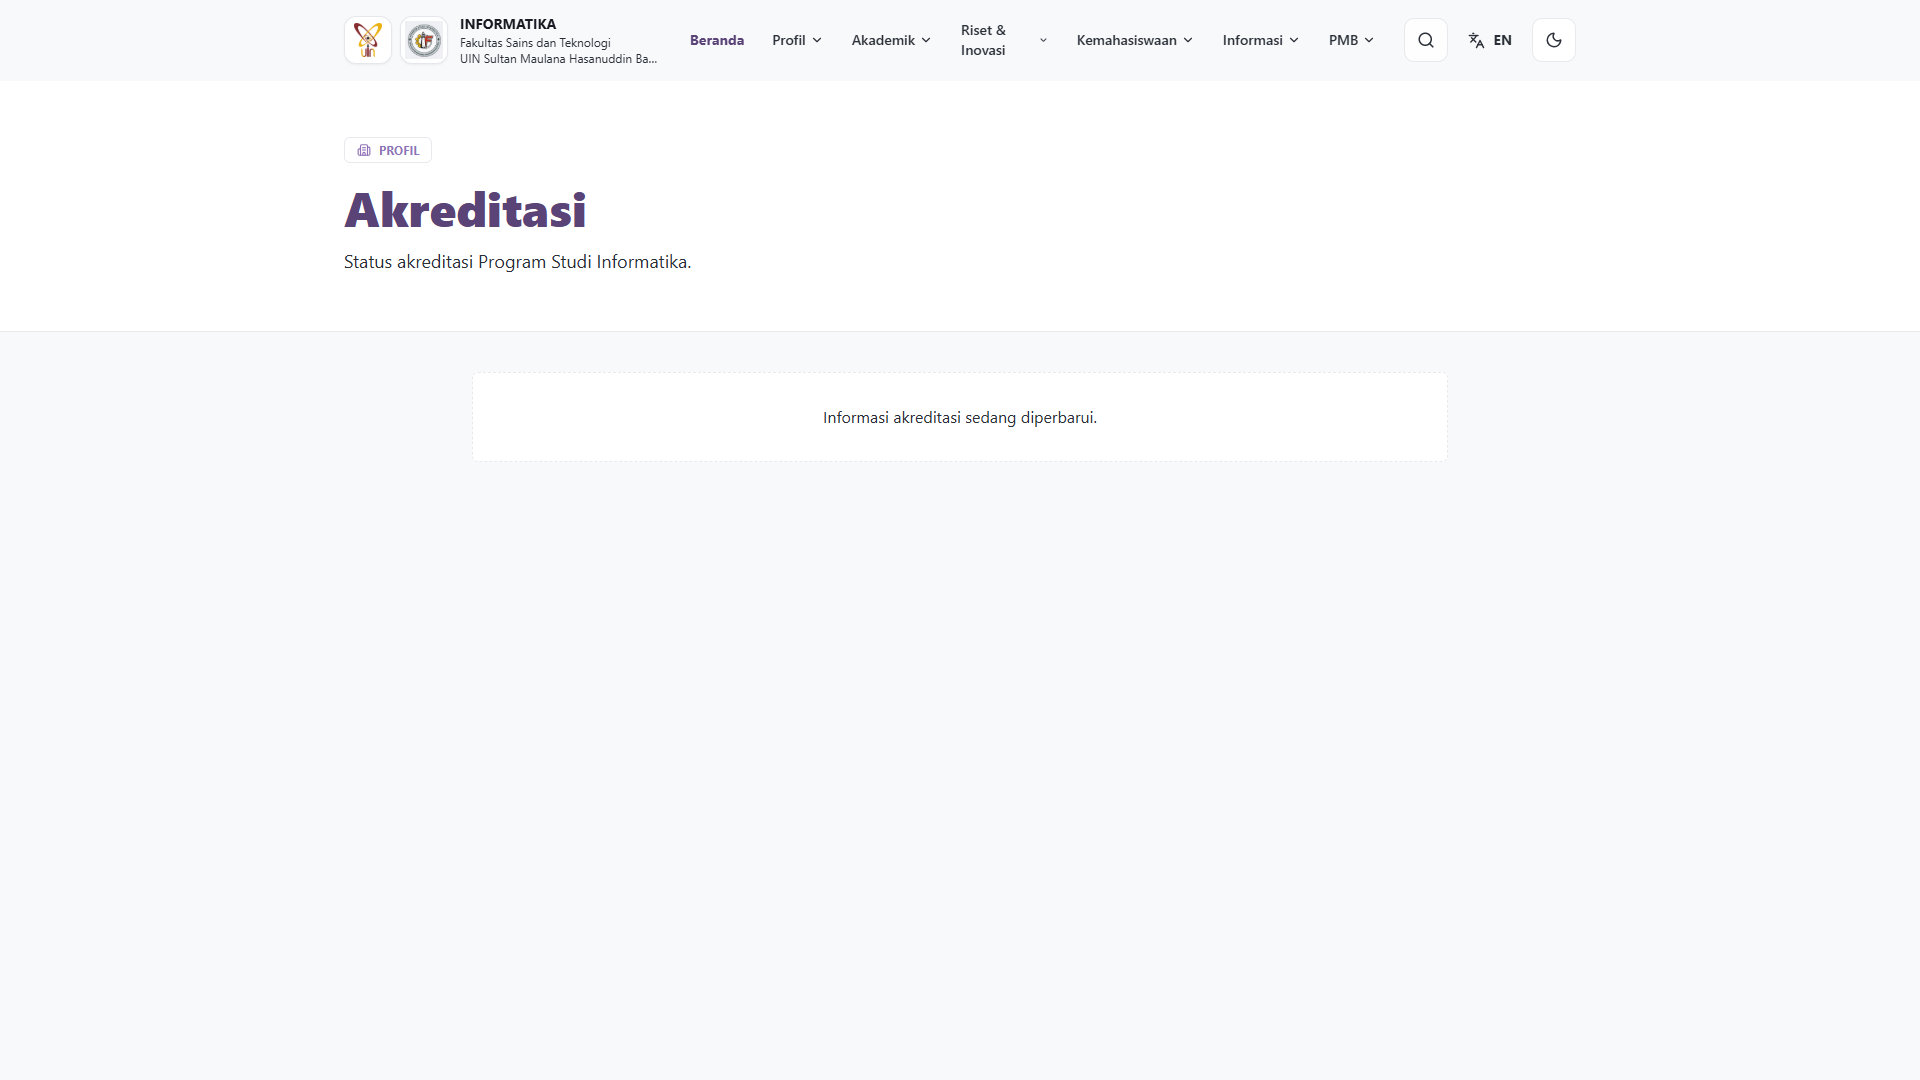 INFORMATIKA
Fakultas Sains dan Teknologi
UIN Sultan Maulana Hasanuddin Ba...
Beranda
Profil
Akademik
Riset &
Inovasi
Kemahasiswaan
Informasi
PMB
EN
PROFIL
Akreditasi
Status akreditasi Program Studi Informatika.
Informasi akreditasi sedang diperbarui.